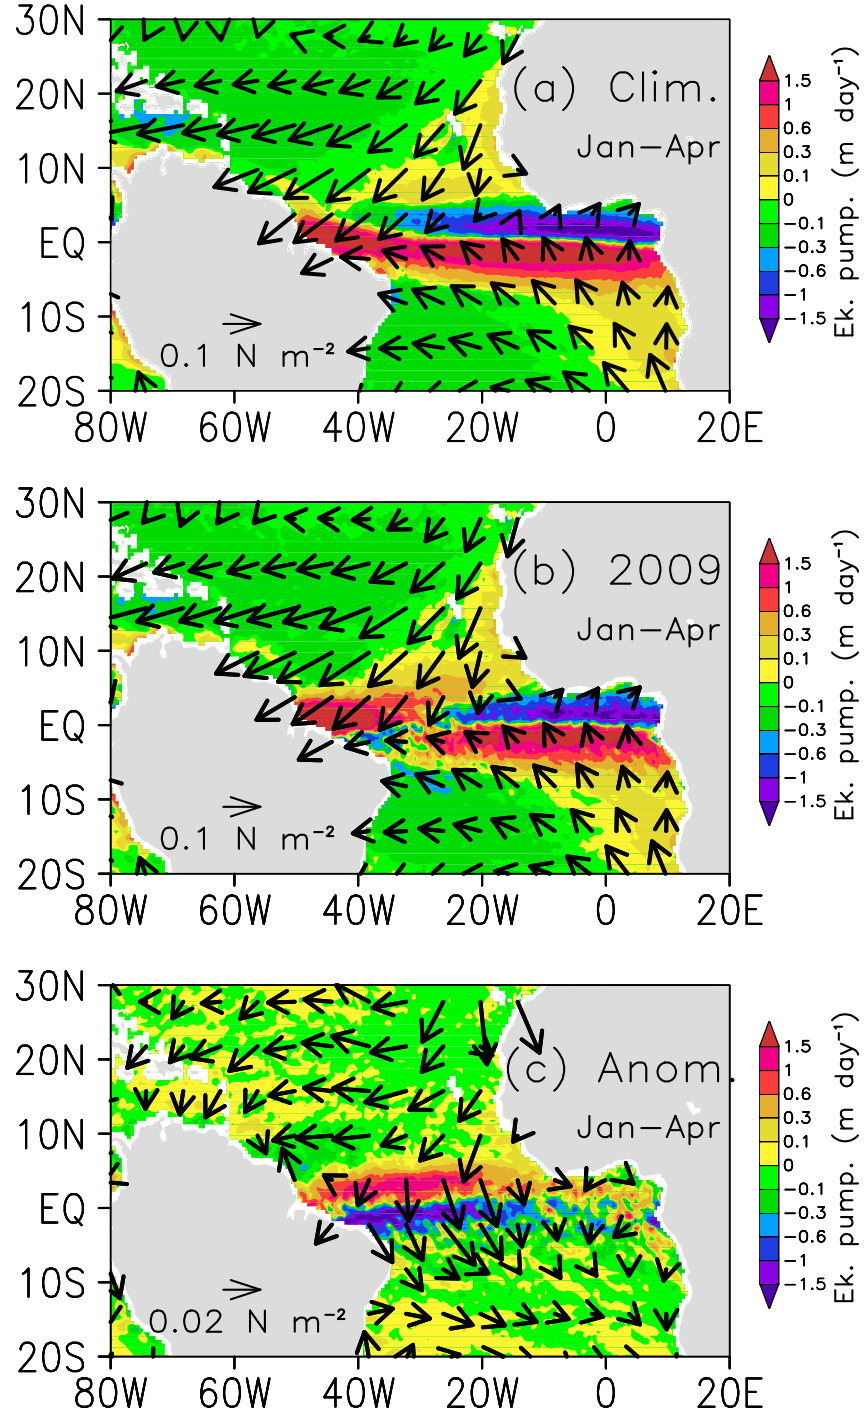 30N
20N
10N
EQ
10S
20S
80W 60W 40W 20W 0 20E
(a) Clim.
Jan−Apr
0.1 N m⁻²
1.5
1
0.6
0.3
0.1
0
−0.1
−0.3
−0.6
−1
−1.5
Ek. pump. (m day⁻¹)
30N
20N
10N
EQ
10S
20S
80W 60W 40W 20W 0 20E
(b) 2009
Jan−Apr
0.1 N m⁻²
1.5
1
0.6
0.3
0.1
0
−0.1
−0.3
−0.6
−1
−1.5
Ek. pump. (m day⁻¹)
30N
20N
10N
EQ
10S
20S
80W 60W 40W 20W 0 20E
(c) Anom.
Jan−Apr
0.02 N m⁻²
1.5
1
0.6
0.3
0.1
0
−0.1
−0.3
−0.6
−1
−1.5
Ek. pump. (m day⁻¹)